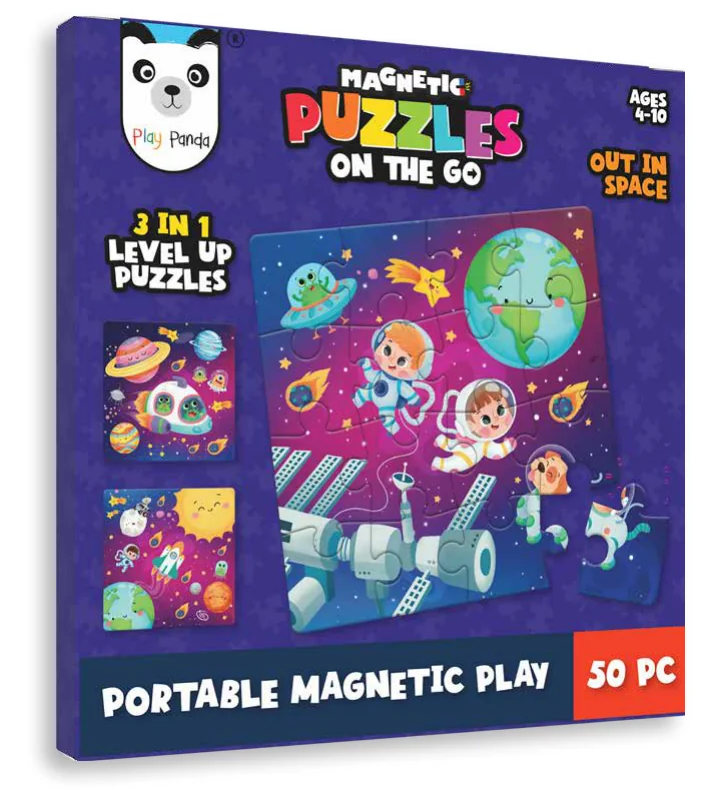 Play Panda
®
MAGNETIC
PUZZLES
ON THE GO
AGES
4-10
OUT IN
SPACE
3 IN 1
LEVEL UP
PUZZLES
PORTABLE MAGNETIC PLAY
50 PC